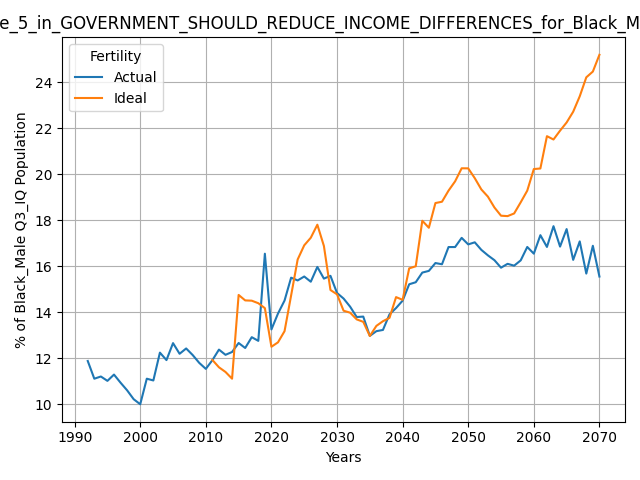 e_5_in_GOVERNMENT_SHOULD_REDUCE_INCOME_DIFFERENCES_for_Black_M
Fertility
Actual
Ideal
% of Black_Male Q3_IQ Population
24
22
20
18
16
14
12
10
1990 2000 2010 2020 2030 2040 2050 2060 2070
Years